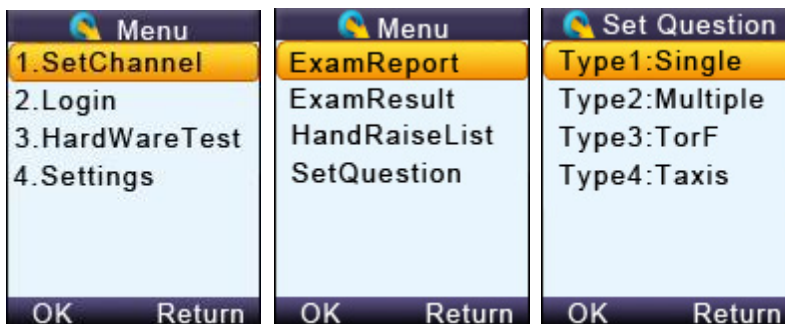 Menu
1.SetChannel
2.Login
3.HardWareTest
4.Settings
OK Return
Menu
ExamReport
ExamResult
HandRaiseList
SetQuestion
OK Return
Set Question
Type1:Single
Type2:Multiple
Type3:TorF
Type4:Taxis
OK Return